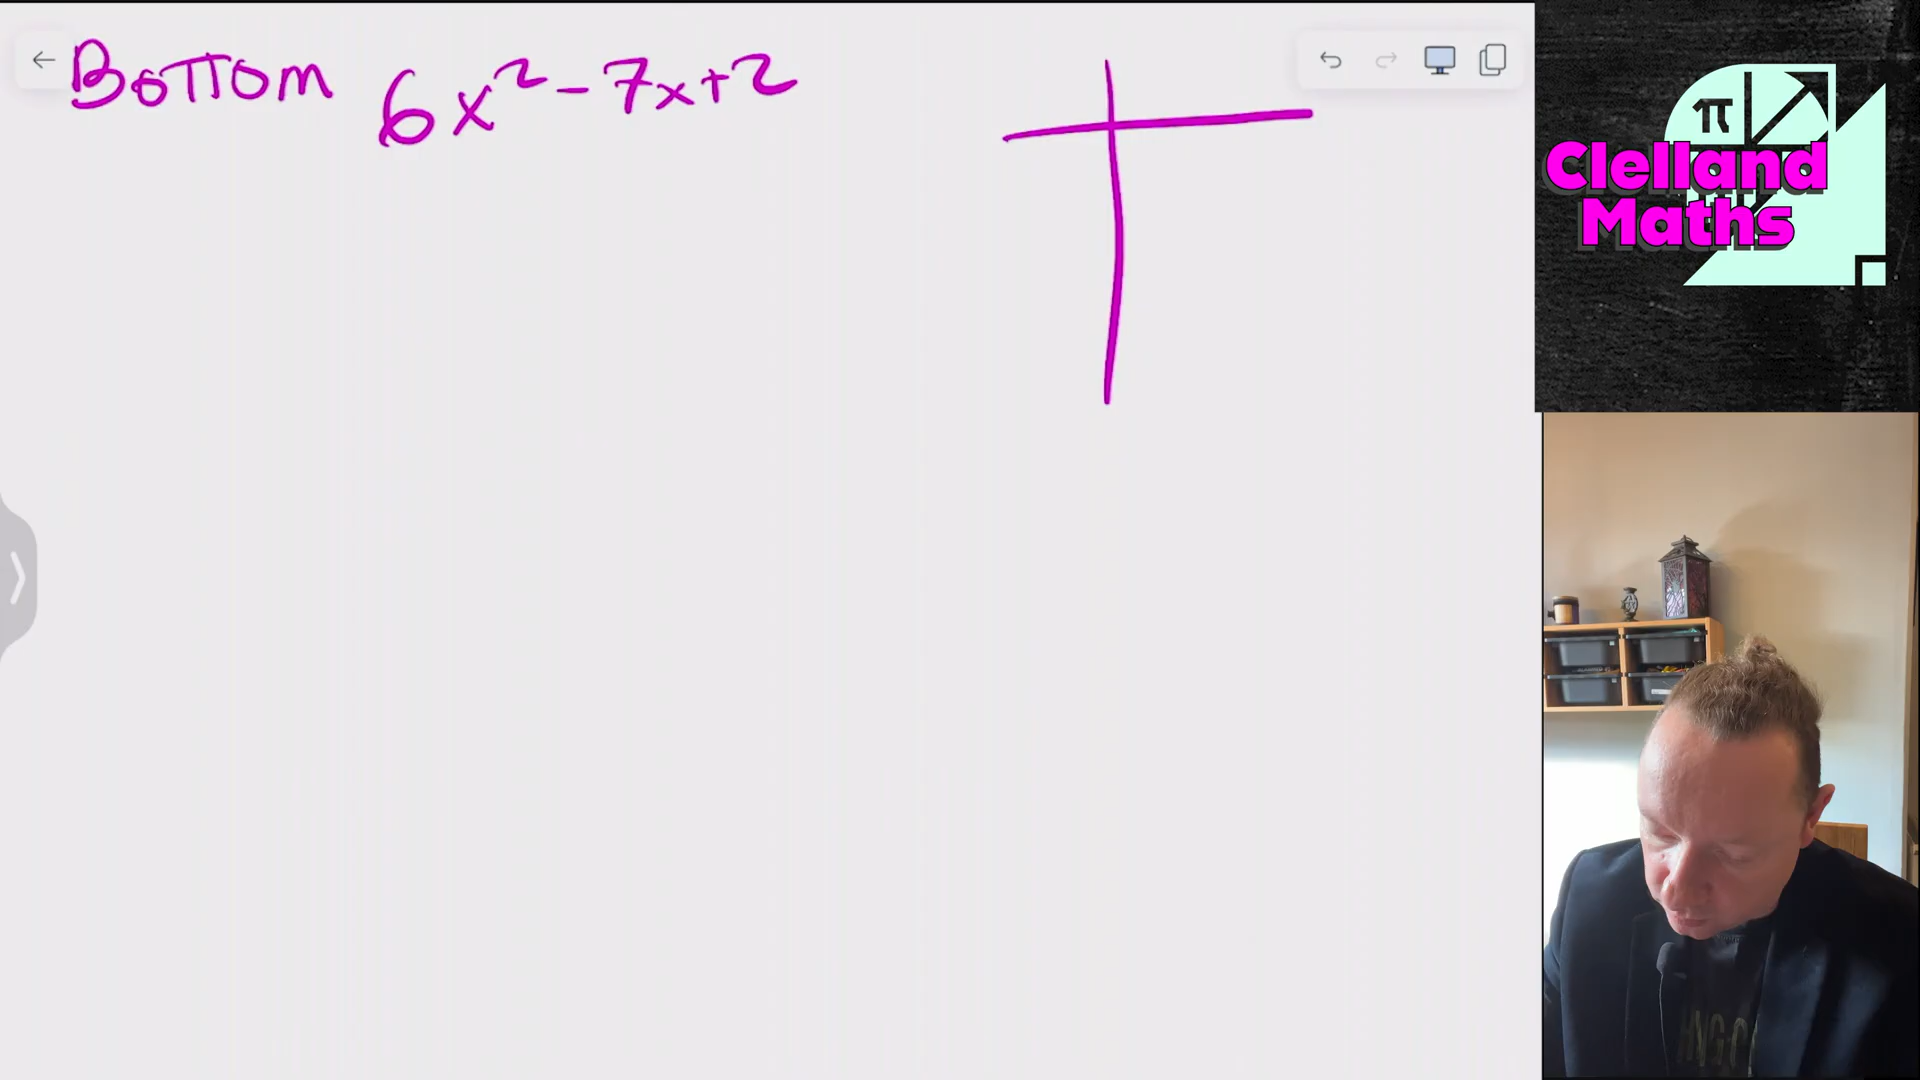 Bottom 6x² - 7x + 2
π
Clelland
Maths